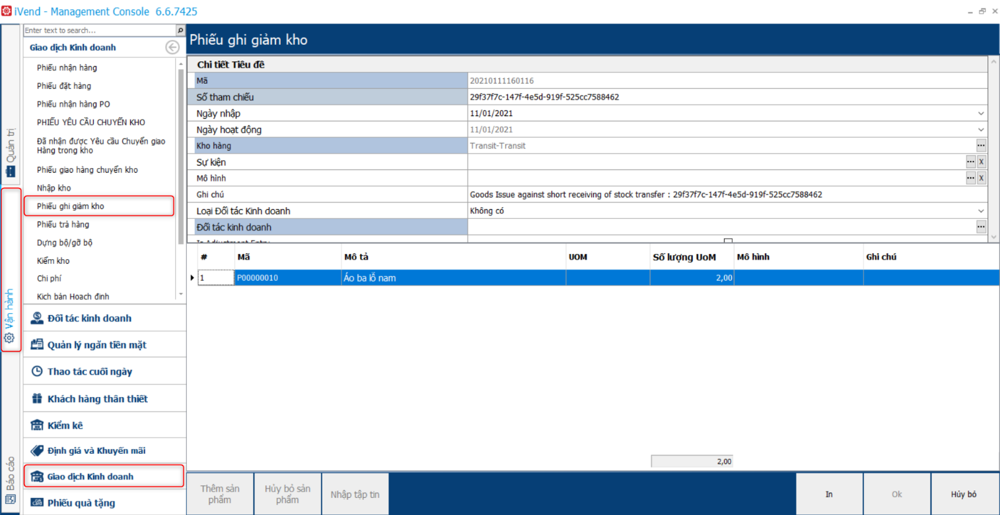 iVend - Management Console 6.6.7425
Enter text to search...
Giao dịch Kinh doanh
Phiếu nhận hàng
Phiếu đặt hàng
Phiếu nhận hàng PO
PHIẾU YÊU CẦU CHUYỂN KHO
Đã nhận được Yêu cầu Chuyển giao
Hàng trong kho
Phiếu giao hàng chuyển kho
Nhập kho
Phiếu ghi giảm kho
Phiếu trả hàng
Dựng bộ/gỡ bộ
Kiểm kho
Chi phí
Kịch bản Hoạch định
Đối tác kinh doanh
Quản lý ngăn tiền mặt
Thao tác cuối ngày
Khách hàng thân thiết
Kiểm kê
Định giá và Khuyến mãi
Giao dịch Kinh doanh
Phiếu quà tặng
Quản trị
Vận hành
Báo cáo
Phiếu ghi giảm kho
Chi tiết Tiêu đề
Mã 20210111160116
Số tham chiếu 29f37f7c-147f-4e5d-919f-525cc7588462
Ngày nhập 11/01/2021
Ngày hoạt động 11/01/2021
Kho hàng Transit-Transit ...
Sự kiện ... X
Mô hình ... X
Ghi chú Goods Issue against short receiving of stock transfer : 29f37f7c-147f-4e5d-919f-525cc7588462
Loại Đối tác Kinh doanh Không có
Đối tác kinh doanh ...
Is Adjustment Entry
# Mã Mô tả UOM Số lượng UoM Mô hình Ghi chú
1 P00000010 Áo ba lỗ nam 2,00
2,00
Thêm sản
phẩm
Hủy bỏ sản
phẩm
Nhập tập tin
In
Ok
Hủy bỏ